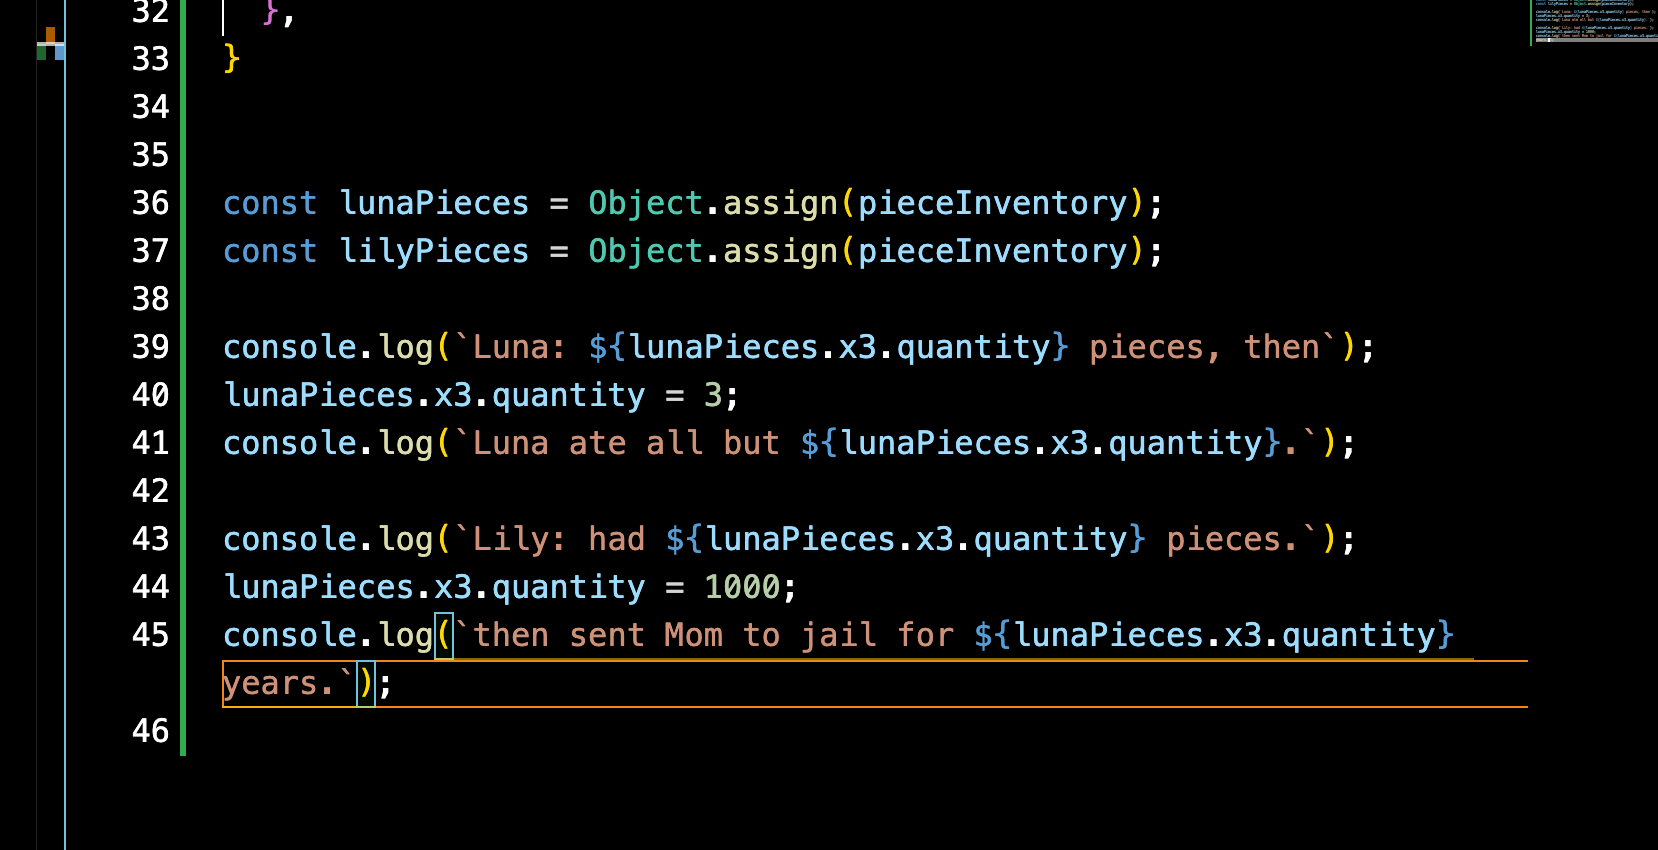 32 },
33 }
34
35
36 const lunaPieces = Object.assign(pieceInventory);
37 const lilyPieces = Object.assign(pieceInventory);
38
39 console.log(`Luna: ${lunaPieces.x3.quantity} pieces, then`);
40 lunaPieces.x3.quantity = 3;
41 console.log(`Luna ate all but ${lunaPieces.x3.quantity}.`);
42
43 console.log(`Lily: had ${lunaPieces.x3.quantity} pieces.`);
44 lunaPieces.x3.quantity = 1000;
45 console.log(`then sent Mom to jail for ${lunaPieces.x3.quantity}
years.`);
46